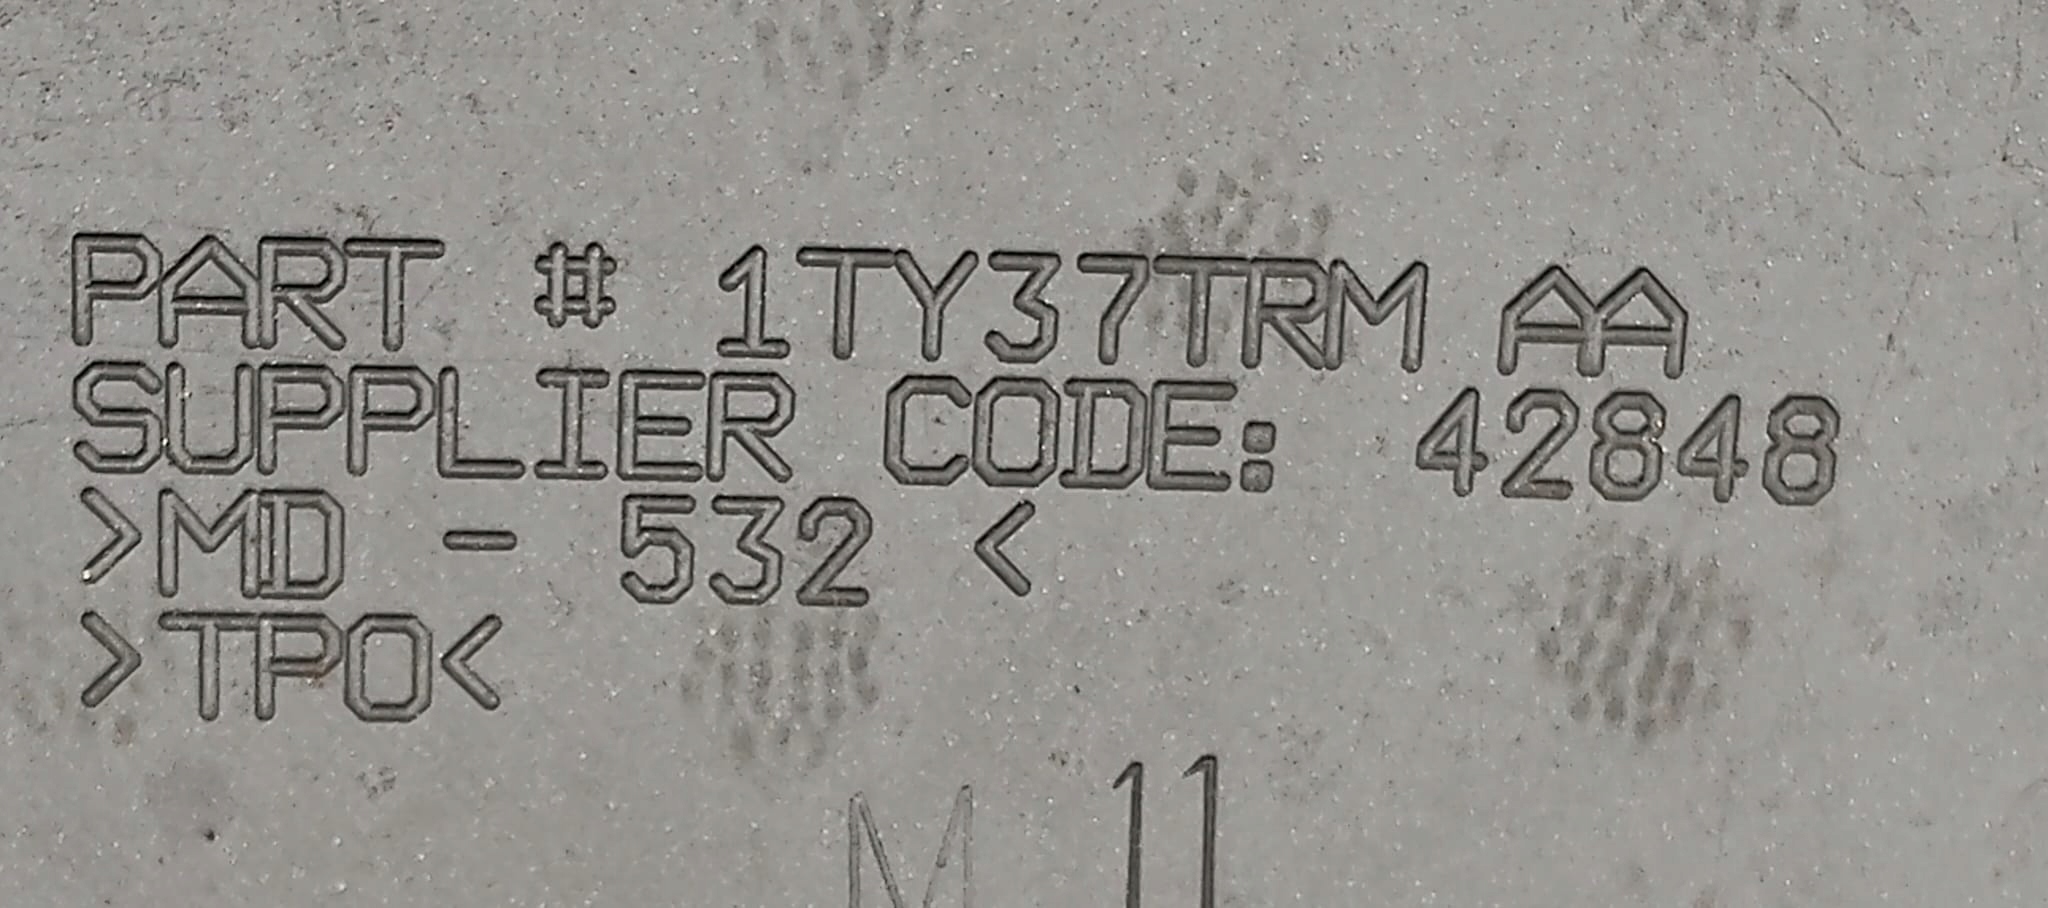 PART # 1TY37TRM AA
SUPPLIER CODE: 42848
>MD - 532 <
>TPO<
M 11